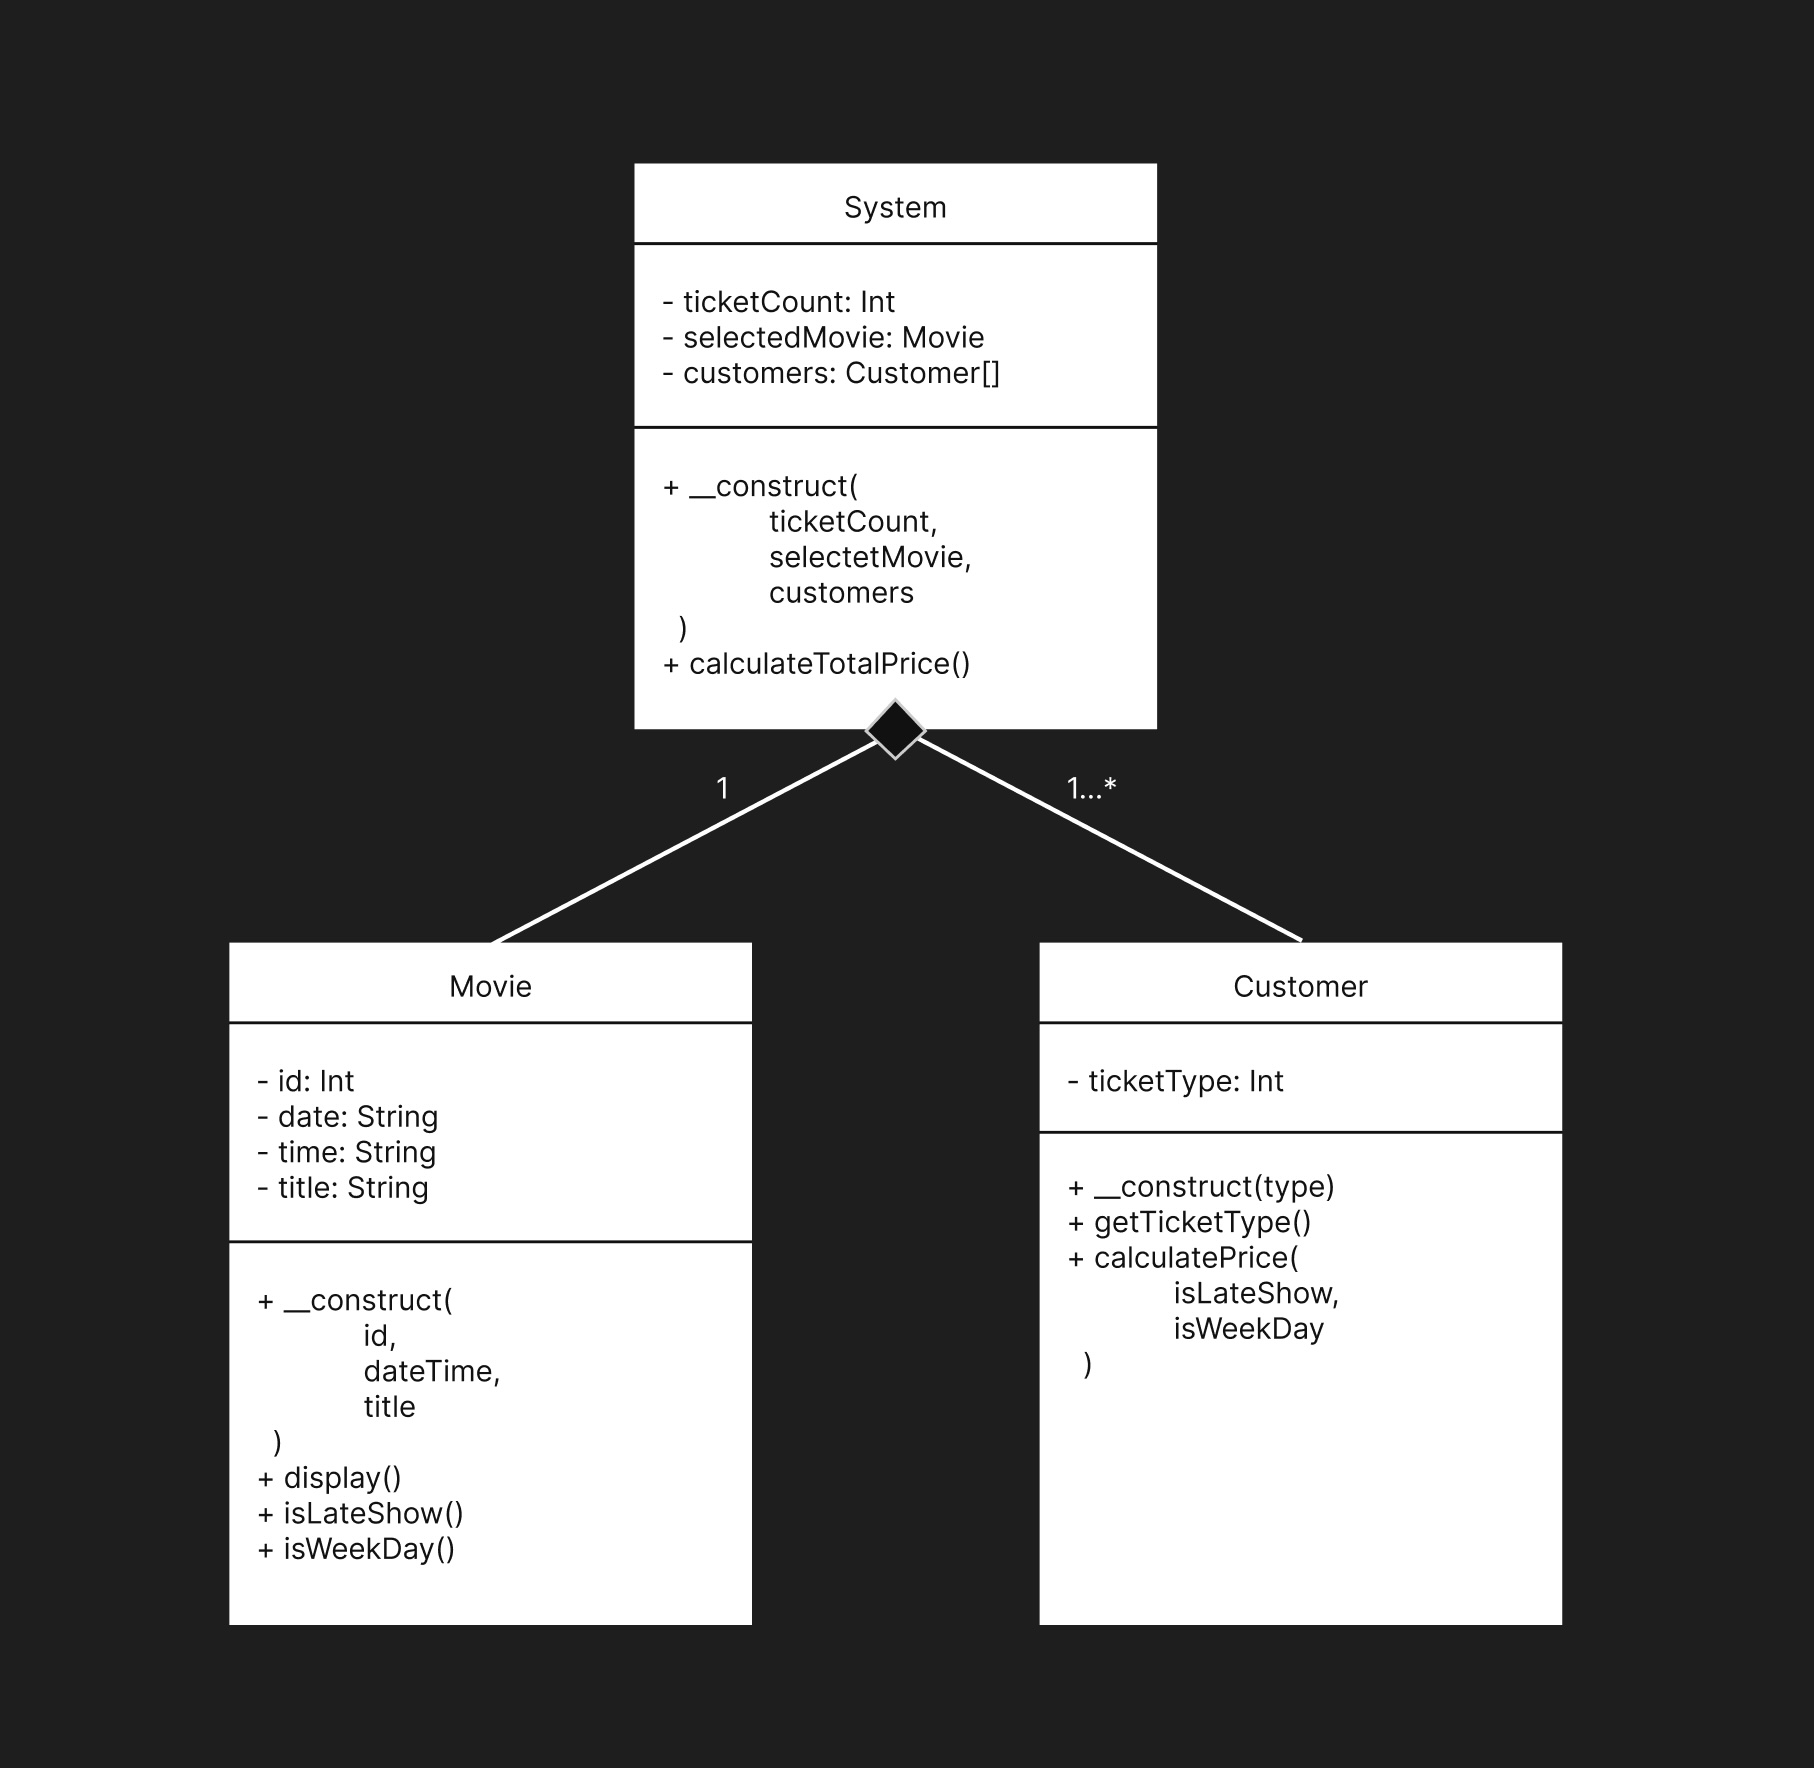 System
- ticketCount: Int
- selectedMovie: Movie
- customers: Customer[]
+ __construct(
ticketCount,
selectetMovie,
customers
)
+ calculateTotalPrice()
1
1...*
Movie
- id: Int
- date: String
- time: String
- title: String
+ __construct(
id,
dateTime,
title
)
+ display()
+ isLateShow()
+ isWeekDay()
Customer
- ticketType: Int
+ __construct(type)
+ getTicketType()
+ calculatePrice(
isLateShow,
isWeekDay
)